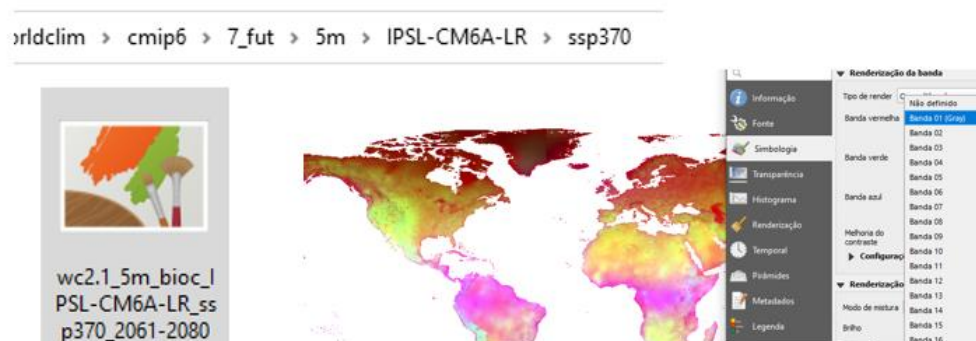 orldclim > cmip6 > 7_fut > 5m > IPSL-CM6A-LR > ssp370
wc2.1_5m_bioc_I
PSL-CM6A-LR_ss
p370_2061-2080
Informação
Fonte
Simbologia
Transparência
Histograma
Renderização
Temporal
Pirâmides
Metadados
Legenda
Renderização da banda
Tipo de render
Banda vermelha
Banda verde
Banda azul
Melhoria do
contraste
Configuraç
Renderização
Modo de mistura
Brilho
Não definido
Banda 01 (Gray)
Banda 02
Banda 03
Banda 04
Banda 05
Banda 06
Banda 07
Banda 08
Banda 09
Banda 10
Banda 11
Banda 12
Banda 13
Banda 14
Banda 15
Banda 16